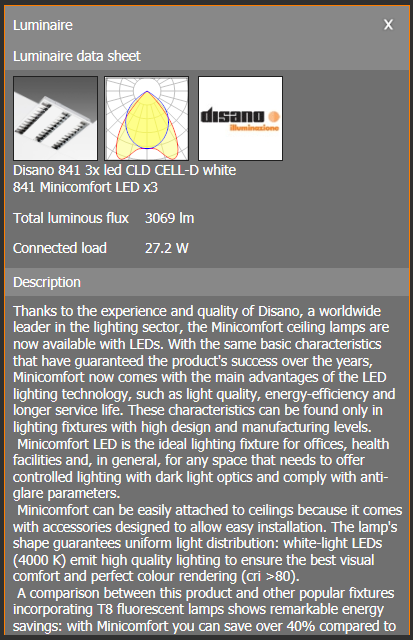 Luminaire X
Luminaire data sheet
disano
illuminazione
Disano 841 3x led CLD CELL-D white
841 Minicomfort LED x3
Total luminous flux 3069 lm
Connected load 27.2 W
Description
Thanks to the experience and quality of Disano, a worldwide
leader in the lighting sector, the Minicomfort ceiling lamps are
now available with LEDs. With the same basic characteristics
that have guaranteed the product's success over the years,
Minicomfort now comes with the main advantages of the LED
lighting technology, such as light quality, energy-efficiency and
longer service life. These characteristics can be found only in
lighting fixtures with high design and manufacturing levels.
Minicomfort LED is the ideal lighting fixture for offices, health
facilities and, in general, for any space that needs to offer
controlled lighting with dark light optics and comply with anti-
glare parameters.
Minicomfort can be easily attached to ceilings because it comes
with accessories designed to allow easy installation. The lamp's
shape guarantees uniform light distribution: white-light LEDs
(4000 K) emit high quality lighting to ensure the best visual
comfort and perfect colour rendering (cri >80).
A comparison between this product and other popular fixtures
incorporating T8 fluorescent lamps shows remarkable energy
savings: with Minicomfort you can save over 40% compared to